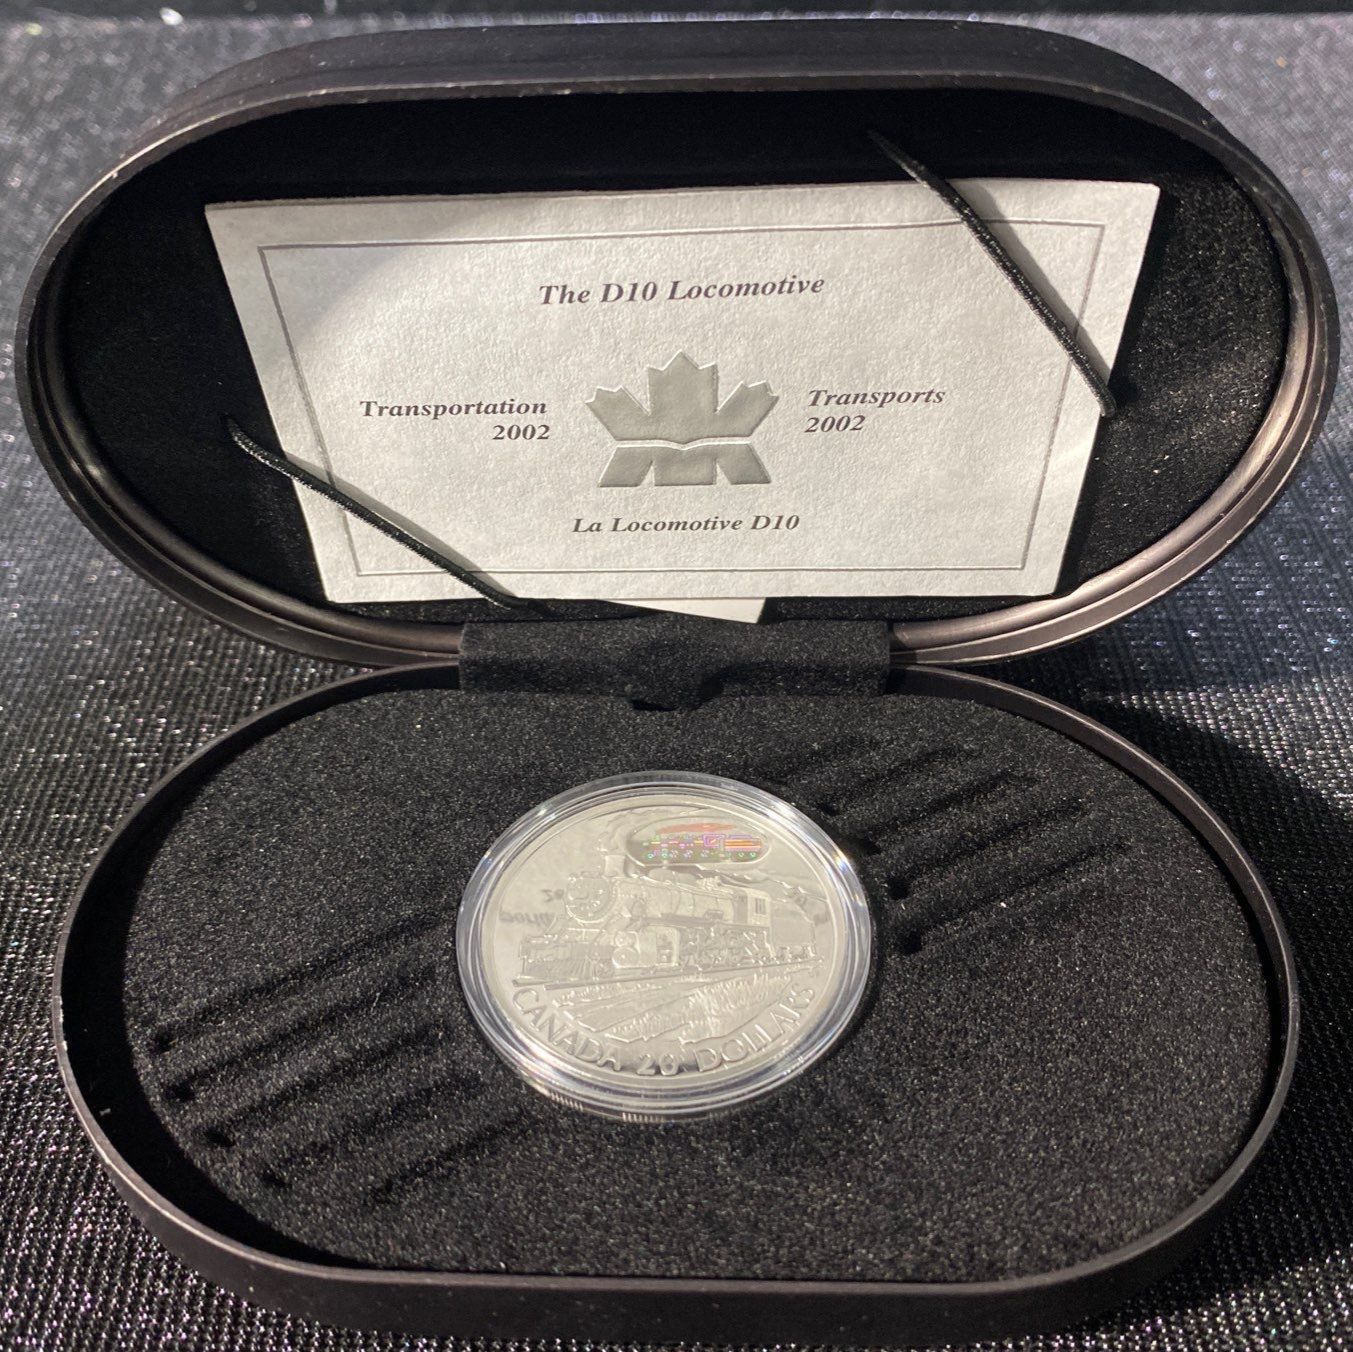 The D10 Locomotive
Transportation
2002
Transports
2002
La Locomotive D10
CANADA 20 DOLLARS